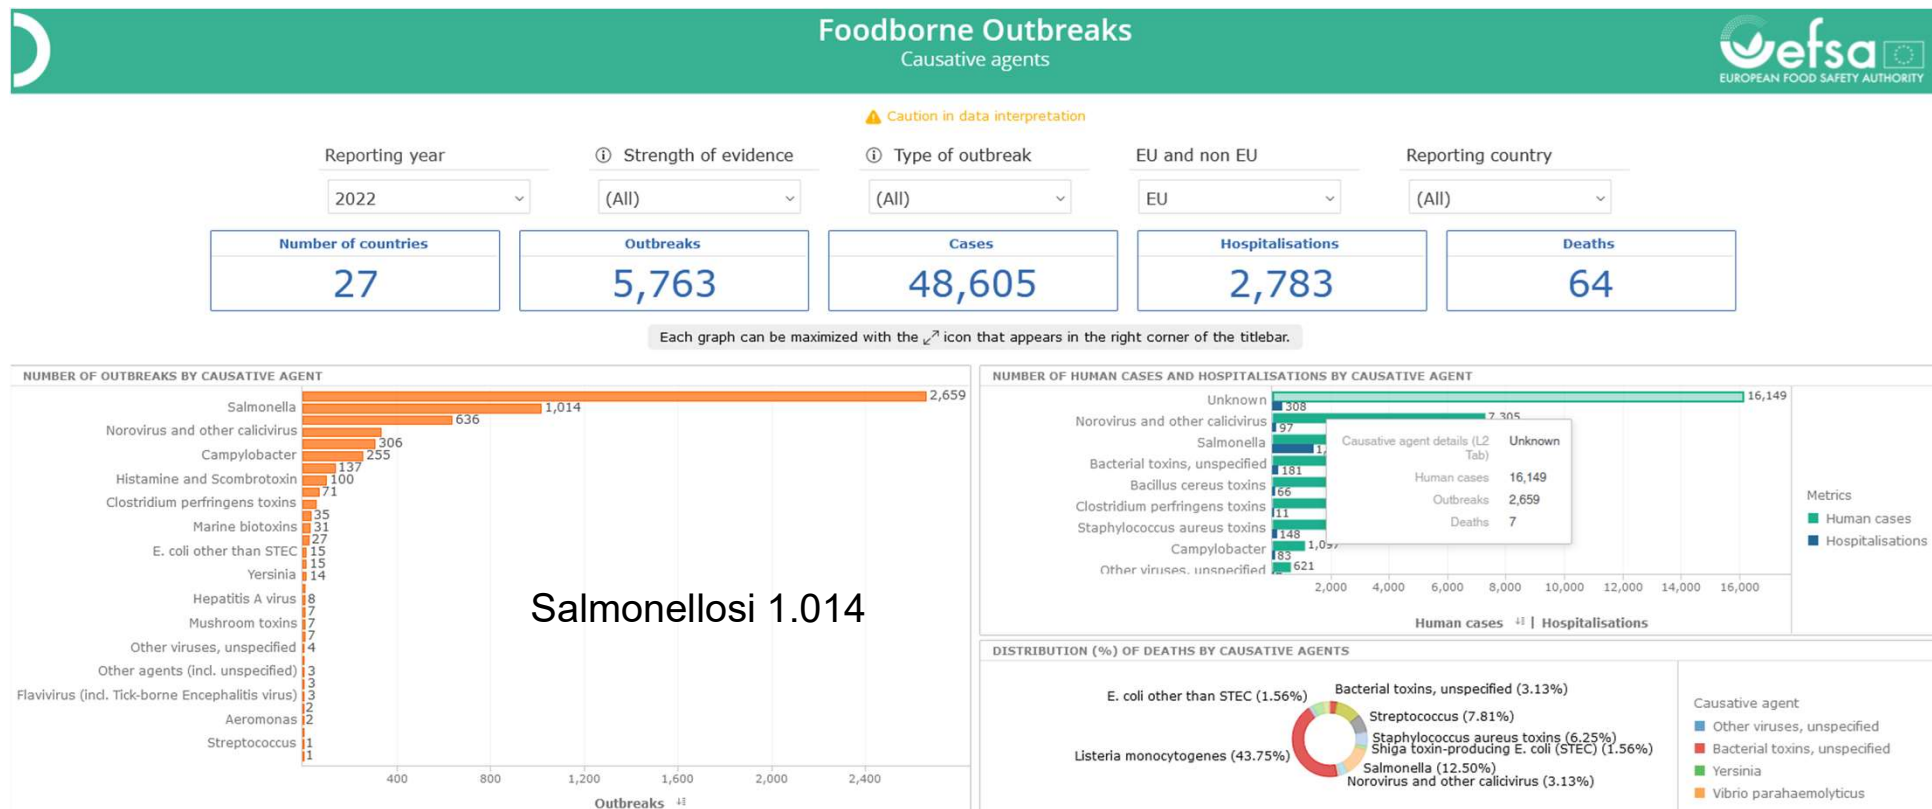 Foodborne Outbreaks
Causative agents
efsa
EUROPEAN FOOD SAFETY AUTHORITY
Caution in data interpretation
Reporting year
Strength of evidence
Type of outbreak
EU and non EU
Reporting country
2022
(All)
(All)
EU
(All)
Number of countries
27
Outbreaks
5,763
Cases
48,605
Hospitalisations
2,783
Deaths
64
Each graph can be maximized with the icon that appears in the right corner of the titlebar.
NUMBER OF OUTBREAKS BY CAUSATIVE AGENT
2,659
Salmonella 1,014
636
Norovirus and other calicivirus
306
Campylobacter 255
137
Histamine and Scombrotoxin 100
71
Clostridium perfringens toxins
35
Marine biotoxins 31
27
E. coli other than STEC 15
15
Yersinia 14
Hepatitis A virus 8
7
Mushroom toxins 7
7
Other viruses, unspecified 4
Other agents (incl. unspecified) 3
3
Flavivirus (incl. Tick-borne Encephalitis virus) 3
2
Aeromonas 2
Streptococcus 1
1
400 800 1,200 1,600 2,000 2,400
Outbreaks
Salmonellosi 1.014
NUMBER OF HUMAN CASES AND HOSPITALISATIONS BY CAUSATIVE AGENT
Unknown 16,149
308
Norovirus and other calicivirus 7,305
97
Salmonella
Bacterial toxins, unspecified
181
Bacillus cereus toxins
66
Clostridium perfringens toxins
11
Staphylococcus aureus toxins
148
Campylobacter 1,097
83
Other viruses, unspecified 621
Causative agent details (L2 Tab) Unknown
Human cases 16,149
Outbreaks 2,659
Deaths 7
2,000 4,000 6,000 8,000 10,000 12,000 14,000 16,000
Human cases | Hospitalisations
Metrics
Human cases
Hospitalisations
DISTRIBUTION (%) OF DEATHS BY CAUSATIVE AGENTS
E. coli other than STEC (1.56%)
Bacterial toxins, unspecified (3.13%)
Streptococcus (7.81%)
Staphylococcus aureus toxins (6.25%)
Shiga toxin-producing E. coli (STEC) (1.56%)
Listeria monocytogenes (43.75%)
Salmonella (12.50%)
Norovirus and other calicivirus (3.13%)
Causative agent
Other viruses, unspecified
Bacterial toxins, unspecified
Yersinia
Vibrio parahaemolyticus